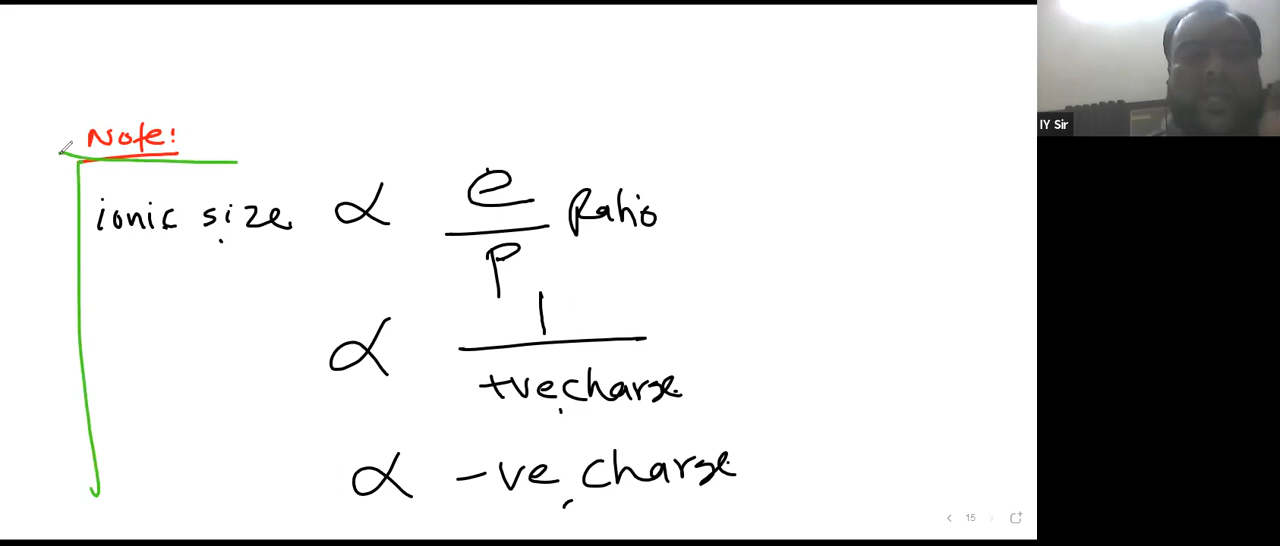 Note:
ionic size ∝ e/p Ratio
∝ 1/+ve charge
∝ -ve charge
IY Sir
15